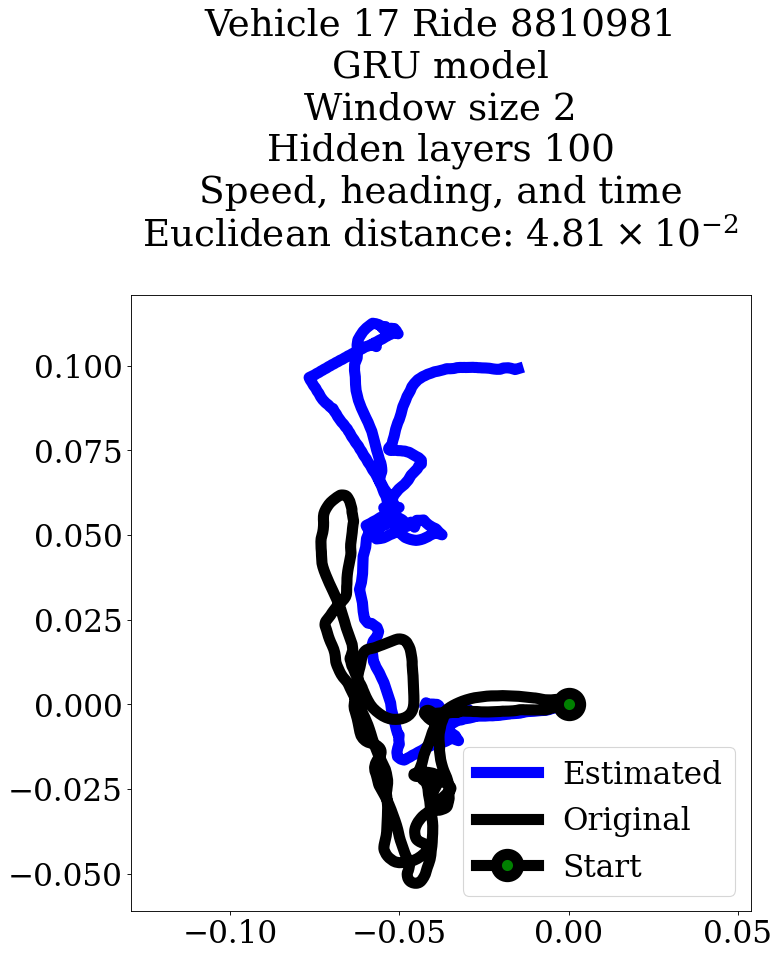 Vehicle 17 Ride 8810981
GRU model
Window size 2
Hidden layers 100
Speed, heading, and time
Euclidean distance: 4.81 × 10⁻²
0.100
0.075
0.050
0.025
0.000
−0.025
−0.050
Estimated
Original
Start
−0.10
−0.05
0.00
0.05